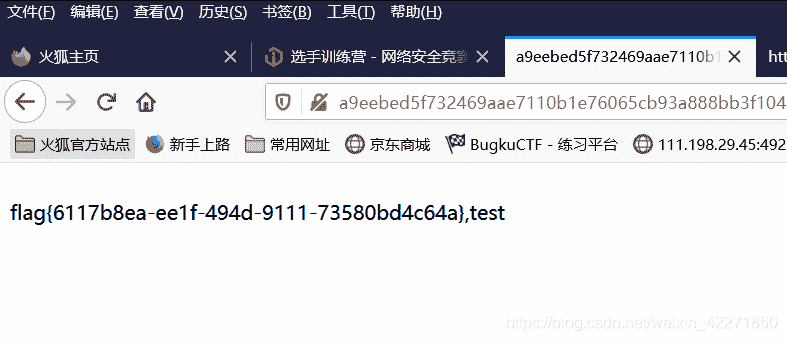 文件(F) 编辑(E) 查看(V) 历史(S) 书签(B) 工具(T) 帮助(H)
火狐主页 选手训练营 - 网络安全竞赛 a9eebed5f732469aae7110b1 htt
a9eebed5f732469aae7110b1e76065cb93a888bb3f104
火狐官方站点 新手上路 常用网址 京东商城 BugkuCTF - 练习平台 111.198.29.45:492
flag{6117b8ea-ee1f-494d-9111-73580bd4c64a},test
https://blog.csdn.net/weixin_42271850